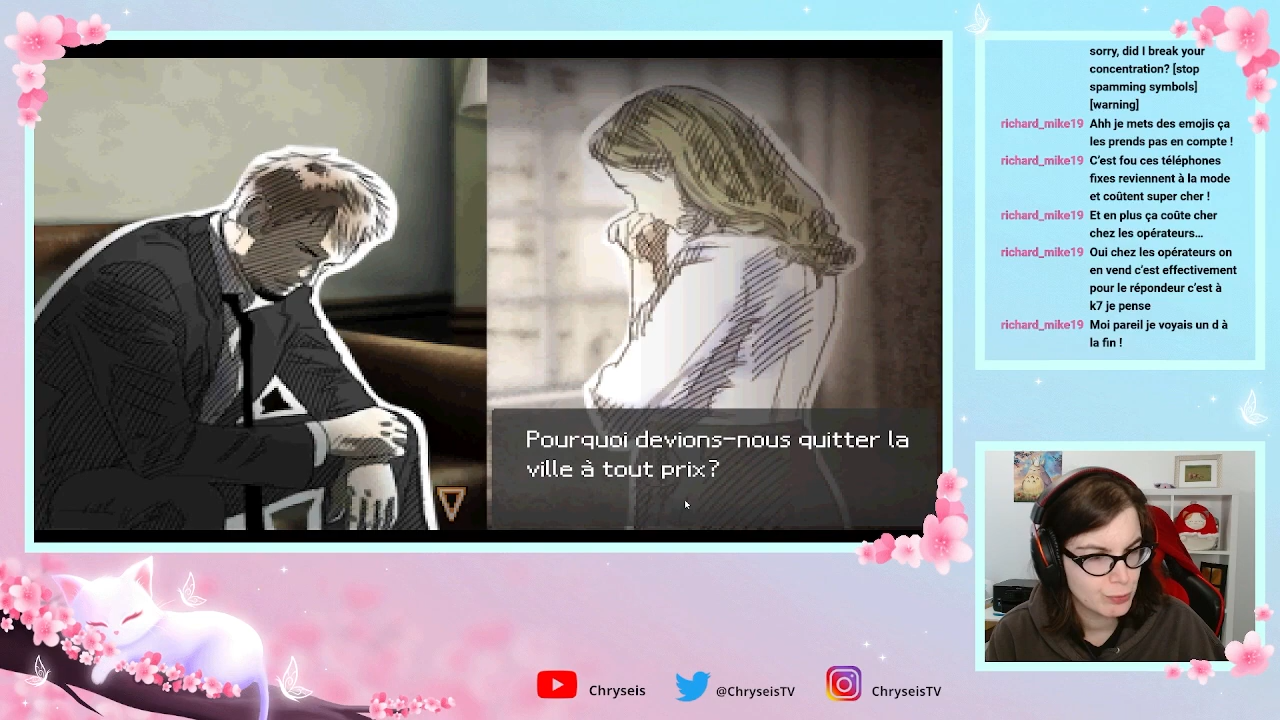 Pourquoi devions-nous quitter la
ville à tout prix?
sorry, did I break your
concentration? [stop
spamming symbols]
[warning]
richard_mike19 Ahh je mets des emojis ça
les prends pas en compte !
richard_mike19 C'est fou ces téléphones
fixes reviennent à la mode
et coûtent super cher !
richard_mike19 Et en plus ça coûte cher
chez les opérateurs…
richard_mike19 Oui chez les opérateurs on
en vend c'est effectivement
pour le répondeur c'est à
k7 je pense
richard_mike19 Moi pareil je voyais un d à
la fin !
Chryseis
@ChryseisTV
ChryseisTV